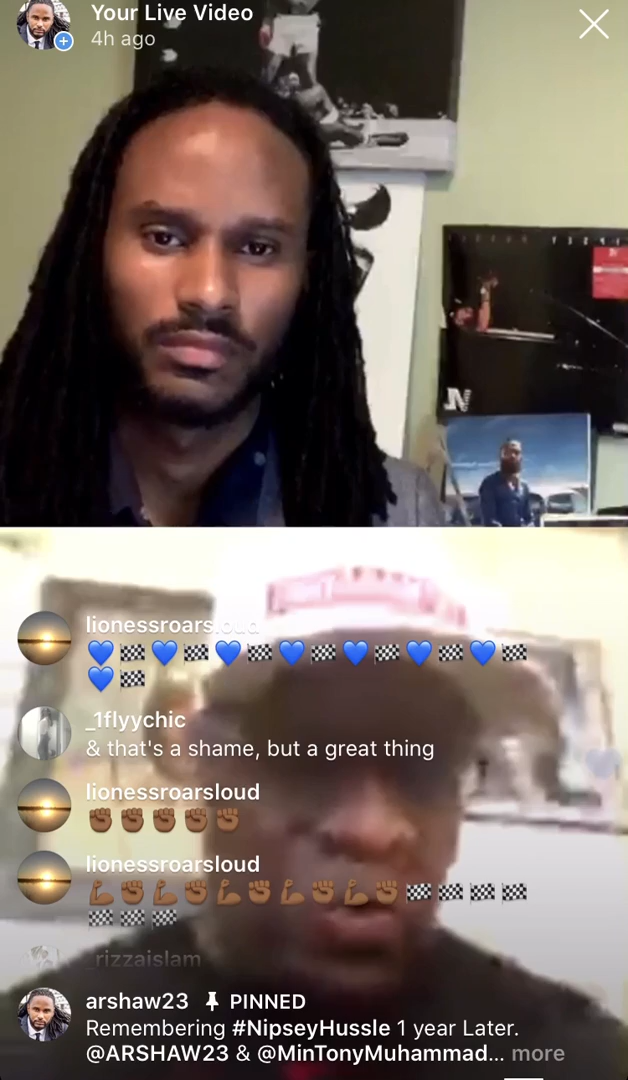 Your Live Video
4h ago
lionessroarsloud
💙🏁💙🏁💙🏁💙🏁💙🏁💙🏁💙🏁
💙🏁
_1flyychic
& that's a shame, but a great thing
lionessroarsloud
✊🏾✊🏾✊🏾✊🏾✊🏾
lionessroarsloud
💪🏾✊🏾💪🏾✊🏾💪🏾✊🏾💪🏾✊🏾💪🏾✊🏾🏁🏁🏁🏁
🏁🏁🏁
_rizzaislam
arshaw23 📌 PINNED
Remembering #NipseyHussle 1 year Later.
@ARSHAW23 & @MinTonyMuhammad... more